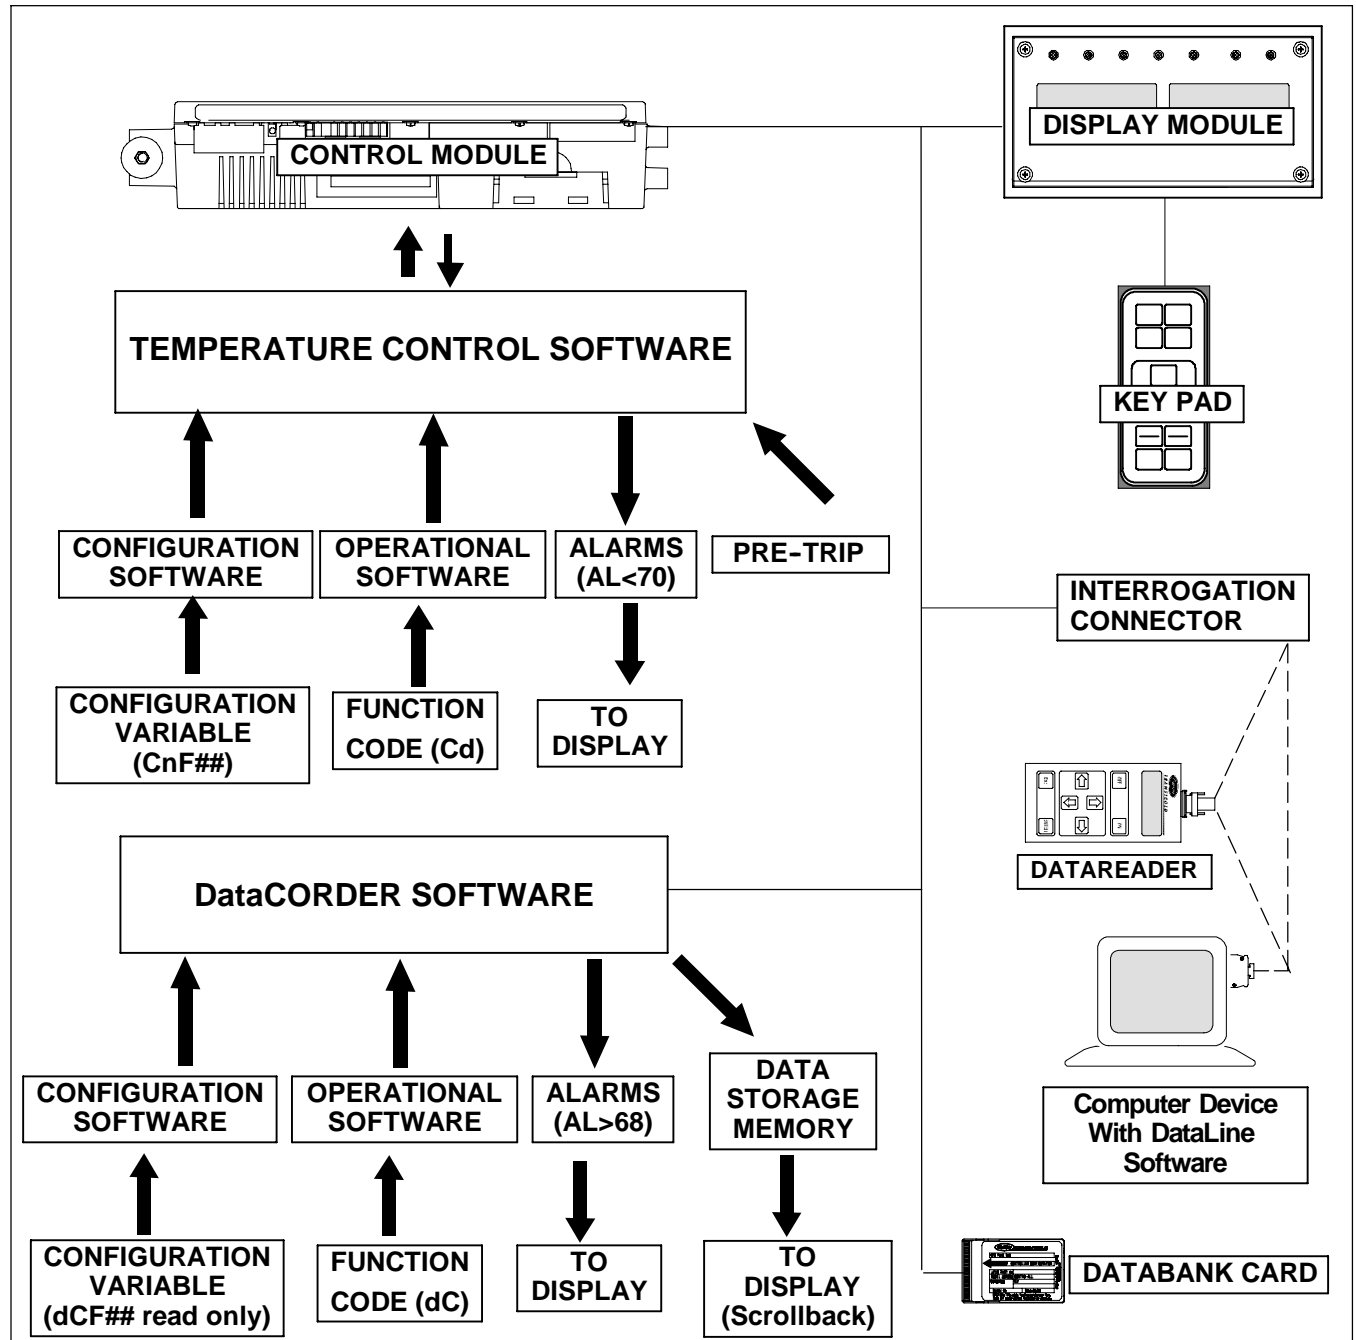 CONTROL MODULE
DISPLAY MODULE
TEMPERATURE CONTROL SOFTWARE
KEY PAD
CONFIGURATION
SOFTWARE
OPERATIONAL
SOFTWARE
ALARMS
(AL<70)
PRE-TRIP
CONFIGURATION
VARIABLE
(CnF##)
FUNCTION
CODE (Cd)
TO
DISPLAY
INTERROGATION
CONNECTOR
DATAREADER
DataCORDER SOFTWARE
CONFIGURATION
SOFTWARE
OPERATIONAL
SOFTWARE
ALARMS
(AL>68)
DATA
STORAGE
MEMORY
Computer Device
With DataLine
Software
CONFIGURATION
VARIABLE
(dCF## read only)
FUNCTION
CODE (dC)
TO
DISPLAY
TO
DISPLAY
(Scrollback)
DATABANK CARD